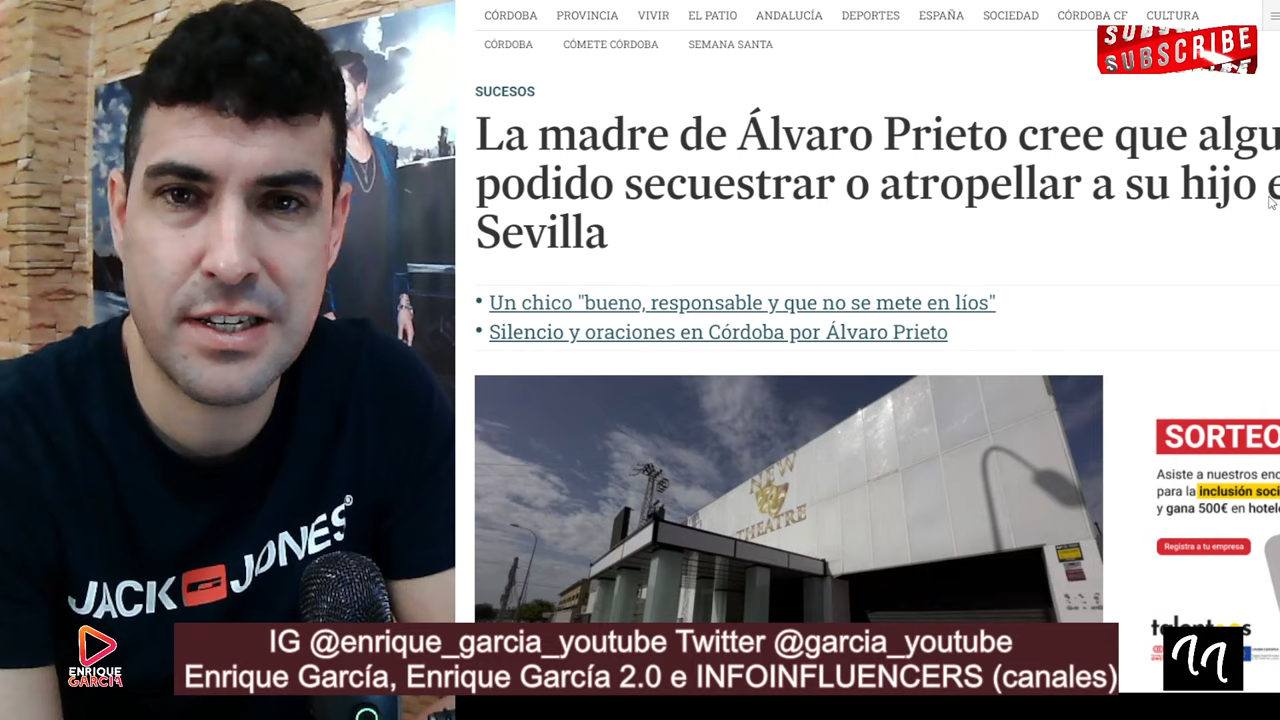 CÓRDOBA PROVINCIA VIVIR EL PATIO ANDALUCÍA DEPORTES ESPAÑA SOCIEDAD CÓRDOBA CF CULTURA
CÓRDOBA CÓMETE CÓRDOBA SEMANA SANTA
SUBSCRIBE
SUCESOS
La madre de Álvaro Prieto cree que algu
podido secuestrar o atropellar a su hijo e
Sevilla
• Un chico "bueno, responsable y que no se mete en líos"
• Silencio y oraciones en Córdoba por Álvaro Prieto
NEW
THEATRE
SORTEO
Asiste a nuestros enc
para la inclusión soci
y gana 500€ en hotele
Registra a tu empresa
JACK JONES®
ENRIQUE
GARCÍA
IG @enrique_garcia_youtube Twitter @garcia_youtube
Enrique García, Enrique García 2.0 e INFOINFLUENCERS (canales)